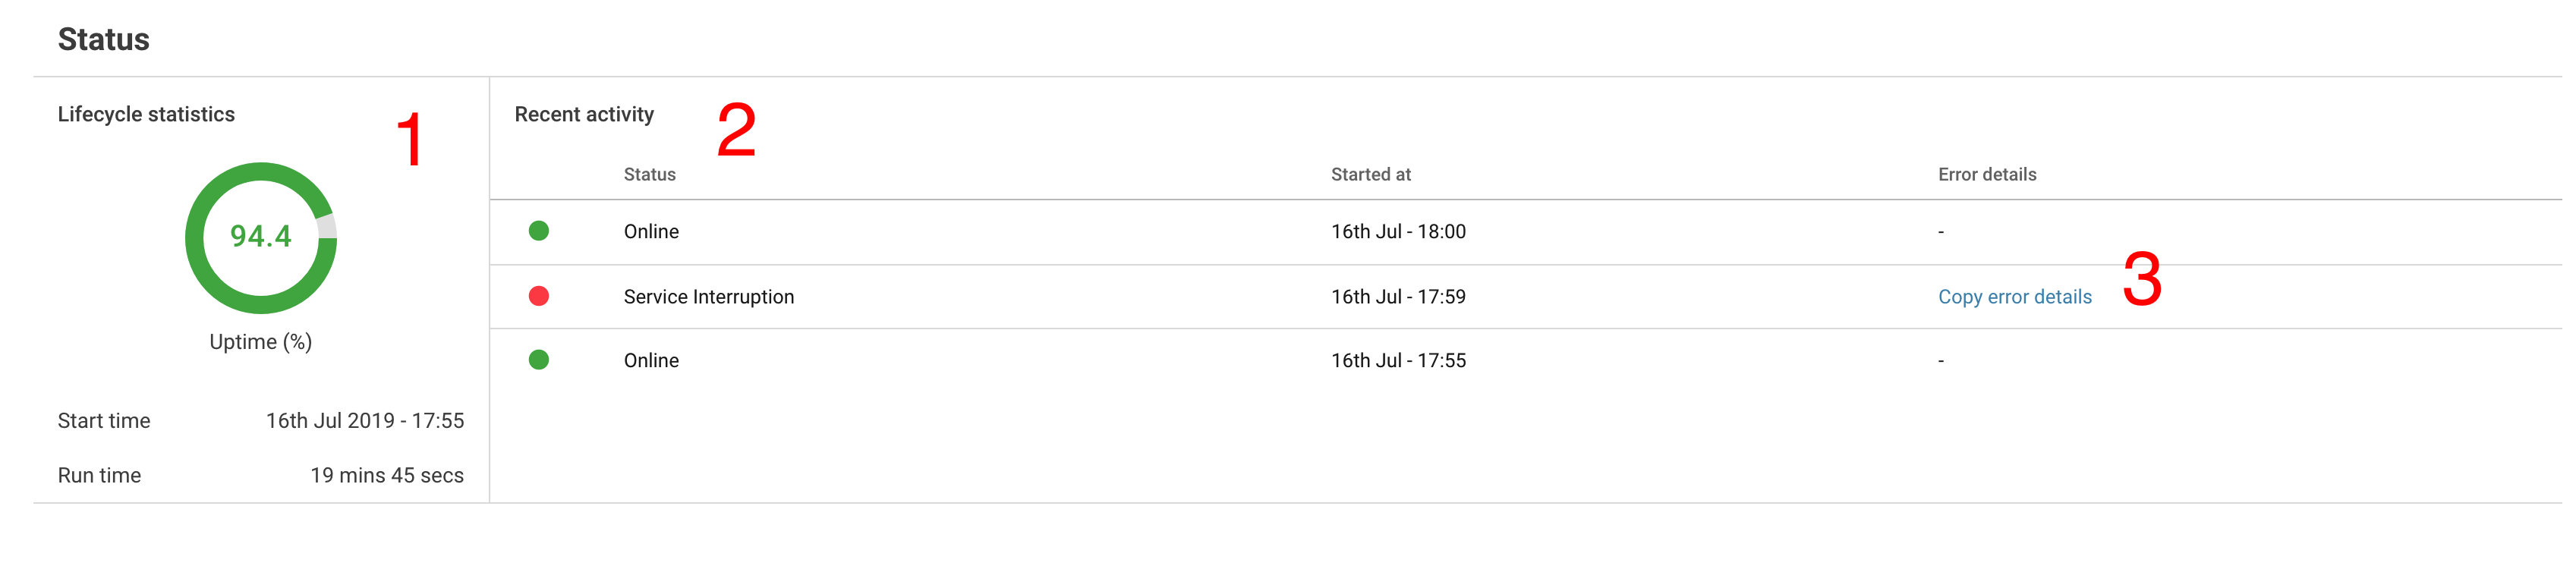 Status
Lifecycle statistics
1
94.4
Uptime (%)
Start time 16th Jul 2019 - 17:55
Run time 19 mins 45 secs
Recent activity
2
Status Started at Error details
Online 16th Jul - 18:00 -
Service Interruption 16th Jul - 17:59 Copy error details
3
Online 16th Jul - 17:55 -